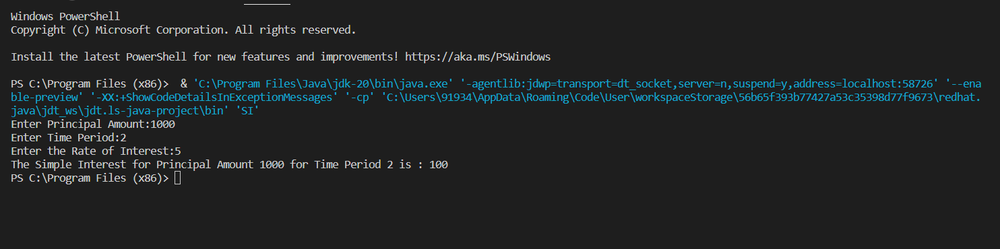 Windows PowerShell
Copyright (C) Microsoft Corporation. All rights reserved.
Install the latest PowerShell for new features and improvements! https://aka.ms/PSWindows
PS C:\Program Files (x86)>  & 'C:\Program Files\Java\jdk-20\bin\java.exe' '-agentlib:jdwp=transport=dt_socket,server=n,suspend=y,address=localhost:58726' '--ena
ble-preview' '-XX:+ShowCodeDetailsInExceptionMessages' '-cp' 'C:\Users\91934\AppData\Roaming\Code\User\workspaceStorage\56b65f393b77427a53c35398d77f9673\redhat.
java\jdt_ws\jdt.ls-java-project\bin' 'SI'
Enter Principal Amount:1000
Enter Time Period:2
Enter the Rate of Interest:5
The Simple Interest for Principal Amount 1000 for Time Period 2 is : 100
PS C:\Program Files (x86)>